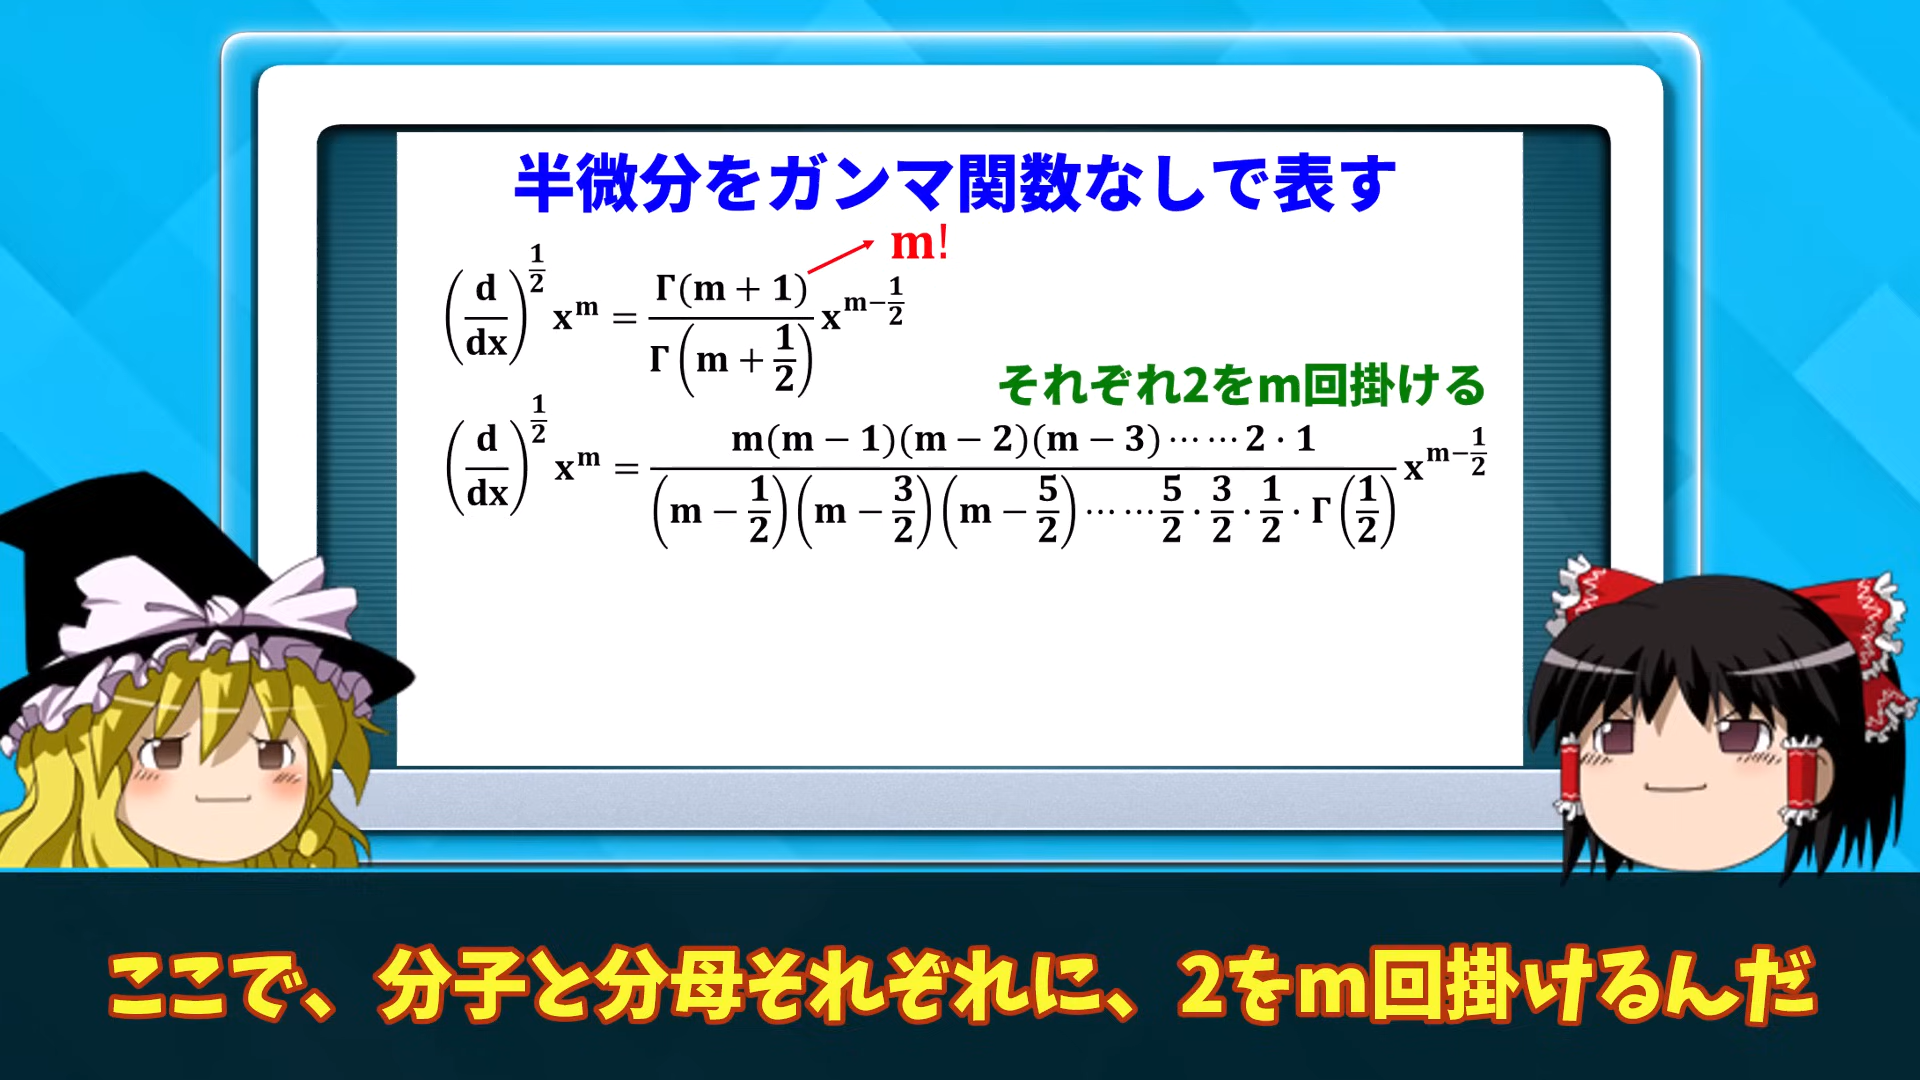 半微分をガンマ関数なしで表す
m!
(d/dx)^(1/2) x^m = Γ(m + 1)/Γ(m + 1/2) x^(m−1/2)
それぞれ2をm回掛ける
(d/dx)^(1/2) x^m = m(m − 1)(m − 2)(m − 3)⋯⋯2 · 1/(m − 1/2)(m − 3/2)(m − 5/2)⋯⋯5/2 · 3/2 · 1/2 · Γ(1/2) x^(m−1/2)
ここで、分子と分母それぞれに、2をm回掛けるんだ